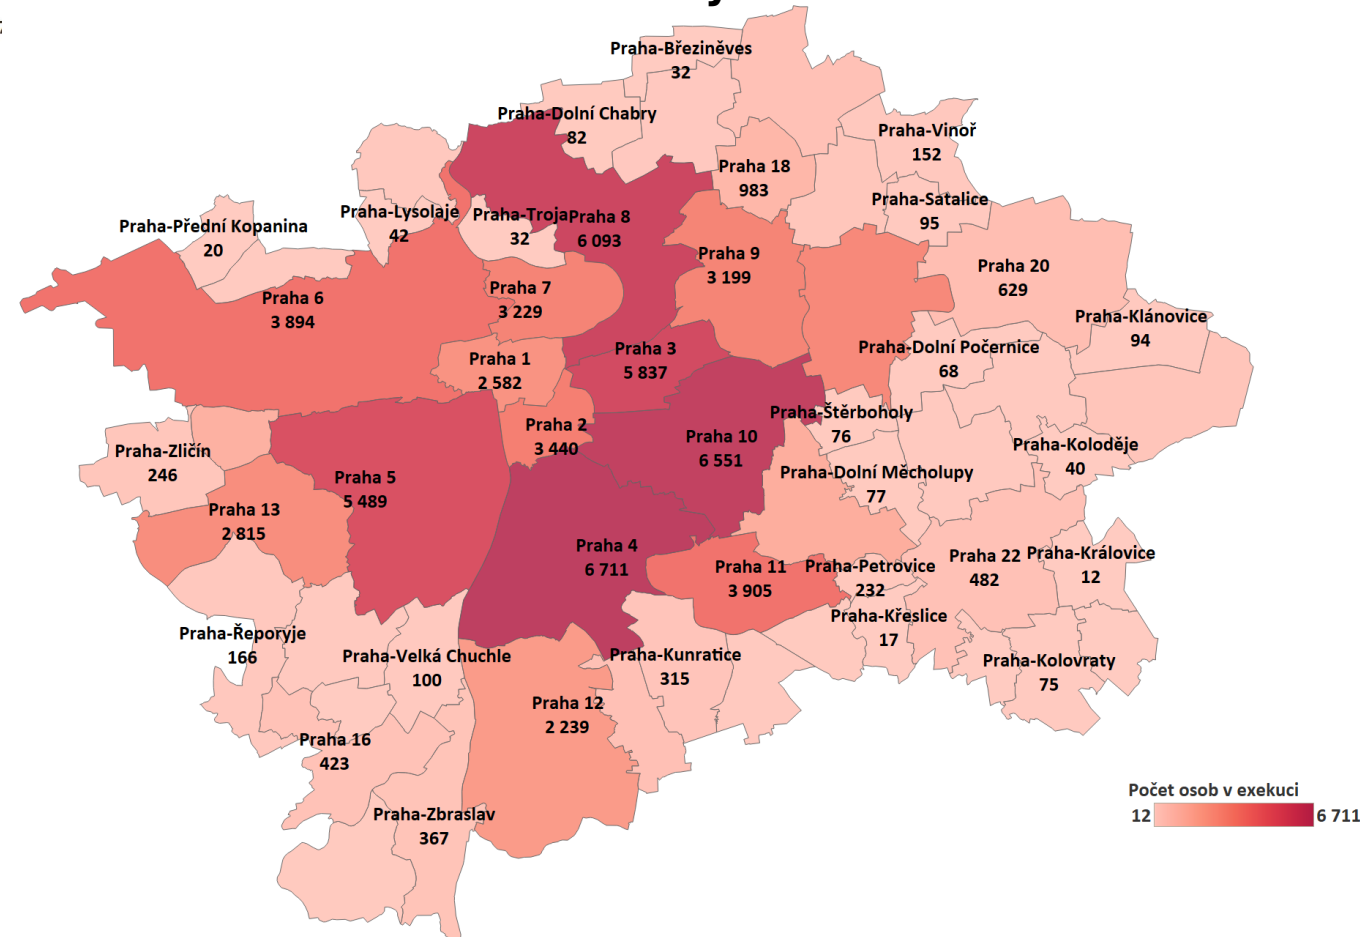 Praha-Březiněves
32
Praha-Dolní Chabry
82
Praha-Vinoř
152
Praha 18
983
Praha-Satalice
95
Praha-Lysolaje
42
Praha-Troja
32
Praha 8
6 093
Praha-Přední Kopanina
20
Praha 9
3 199
Praha 20
629
Praha 6
3 894
Praha 7
3 229
Praha-Klánovice
94
Praha 3
5 837
Praha-Dolní Počernice
68
Praha 1
2 582
Praha-Štěrboholy
76
Praha 2
3 440
Praha 10
6 551
Praha-Koloděje
40
Praha-Zličín
246
Praha 5
5 489
Praha-Dolní Měcholupy
77
Praha 13
2 815
Praha 4
6 711
Praha 22
482
Praha-Královice
12
Praha 11
3 905
Praha-Petrovice
232
Praha-Křeslice
17
Praha-Řeporyje
166
Praha-Velká Chuchle
100
Praha-Kunratice
315
Praha-Kolovraty
75
Praha 12
2 239
Praha 16
423
Praha-Zbraslav
367
Počet osob v exekuci
12 6 711